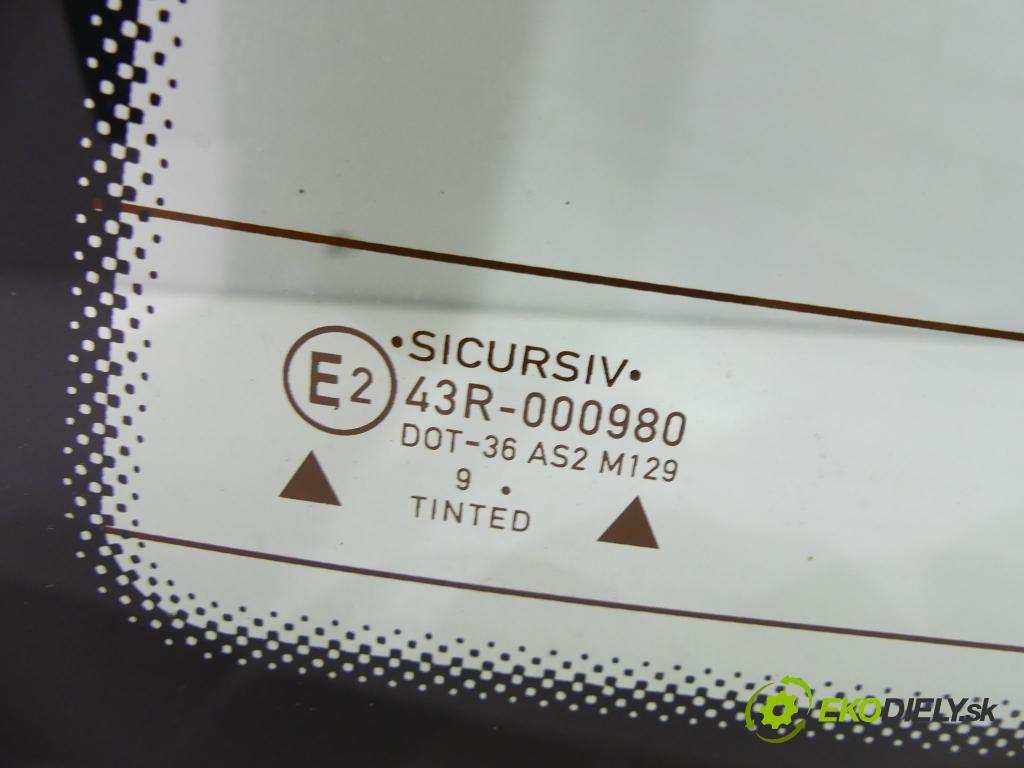 •SICURSIV•
E2 43R-000980
DOT-36 AS2 M129
9 •
TINTED
EKODIELY.sk